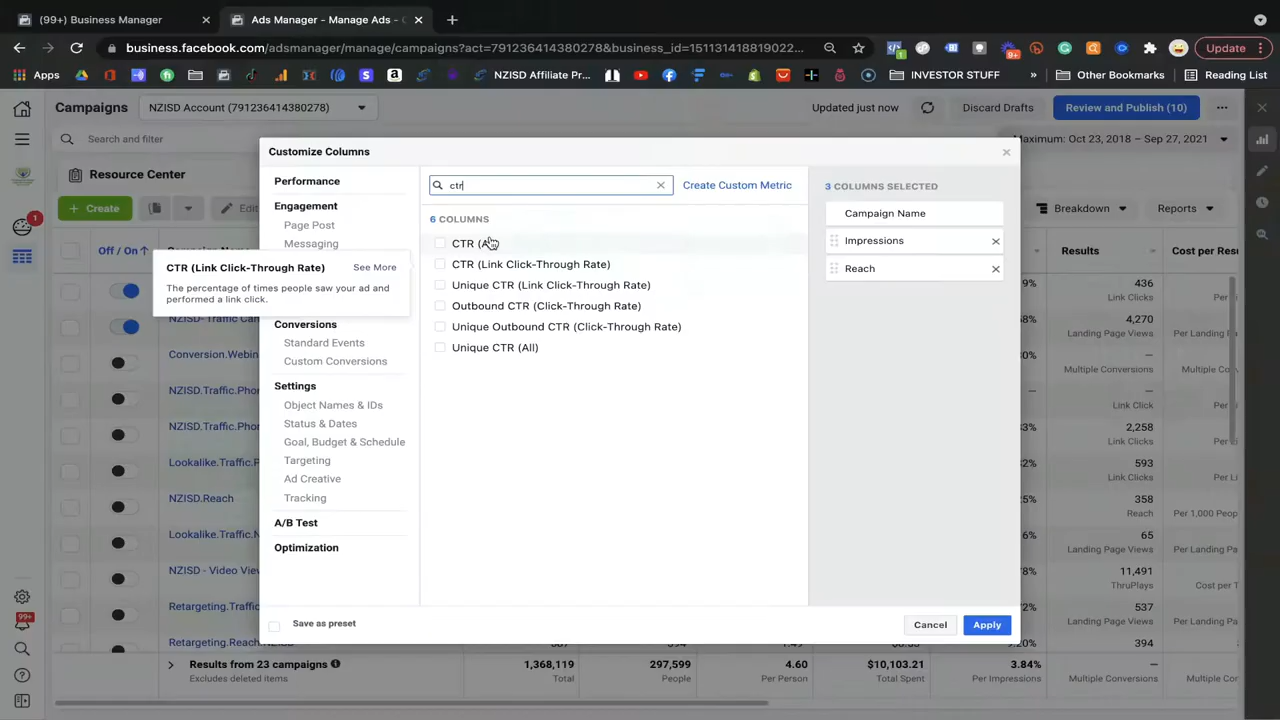 (99+) Business Manager
Ads Manager - Manage Ads -
business.facebook.com/adsmanager/manage/campaigns?act=791236414380278&business_id=151131418819022...
Update
Apps
NZISD Affiliate Pr...
INVESTOR STUFF
Other Bookmarks
Reading List
Campaigns
NZISD Account (791236414380278)
Updated just now
Discard Drafts
Review and Publish (10)
Search and filter
Maximum: Oct 23, 2018 – Sep 27, 2021
Resource Center
Create
Edit
Breakdown
Reports
Off / On
Results
Cost per Resu
Customize Columns
Performance
Engagement
Page Post
Messaging
CTR (Link Click-Through Rate)
See More
The percentage of times people saw your ad and
performed a link click.
Conversions
Standard Events
Custom Conversions
Settings
Object Names & IDs
Status & Dates
Goal, Budget & Schedule
Targeting
Ad Creative
Tracking
A/B Test
Optimization
ctr
Create Custom Metric
6 COLUMNS
CTR (All)
CTR (Link Click-Through Rate)
Unique CTR (Link Click-Through Rate)
Outbound CTR (Click-Through Rate)
Unique Outbound CTR (Click-Through Rate)
Unique CTR (All)
3 COLUMNS SELECTED
Campaign Name
Impressions
Reach
Save as preset
Cancel
Apply
NZISD- Traffic Cam
Conversion.Webin
NZISD.Traffic.Pho
NZISD.Traffic.Pho
Lookalike.Traffic.P
NZISD.Reach
Lookalike.Traffic.N
NZISD - Video View
Retargeting.Traffi
Retargeting.Reach.NZISD
436
Link Clicks
4,270
Landing Page Views
Per Landi
—
Multiple Conversions
—
Link Click
Per
2,258
Link Clicks
Per
593
Link Clicks
Per Li
358
Reach
Per 1,000 Peop
65
Landing Page Views
11,491
ThruPlays
Cost per T
537
Landing Page Views
394
Results from 23 campaigns
Excludes deleted items
1,368,119
Total
297,599
People
4.60
Per Person
$10,103.21
Total Spent
3.84%
Per Impressions
—
Multiple Conversions
Multiple Co
1
99+